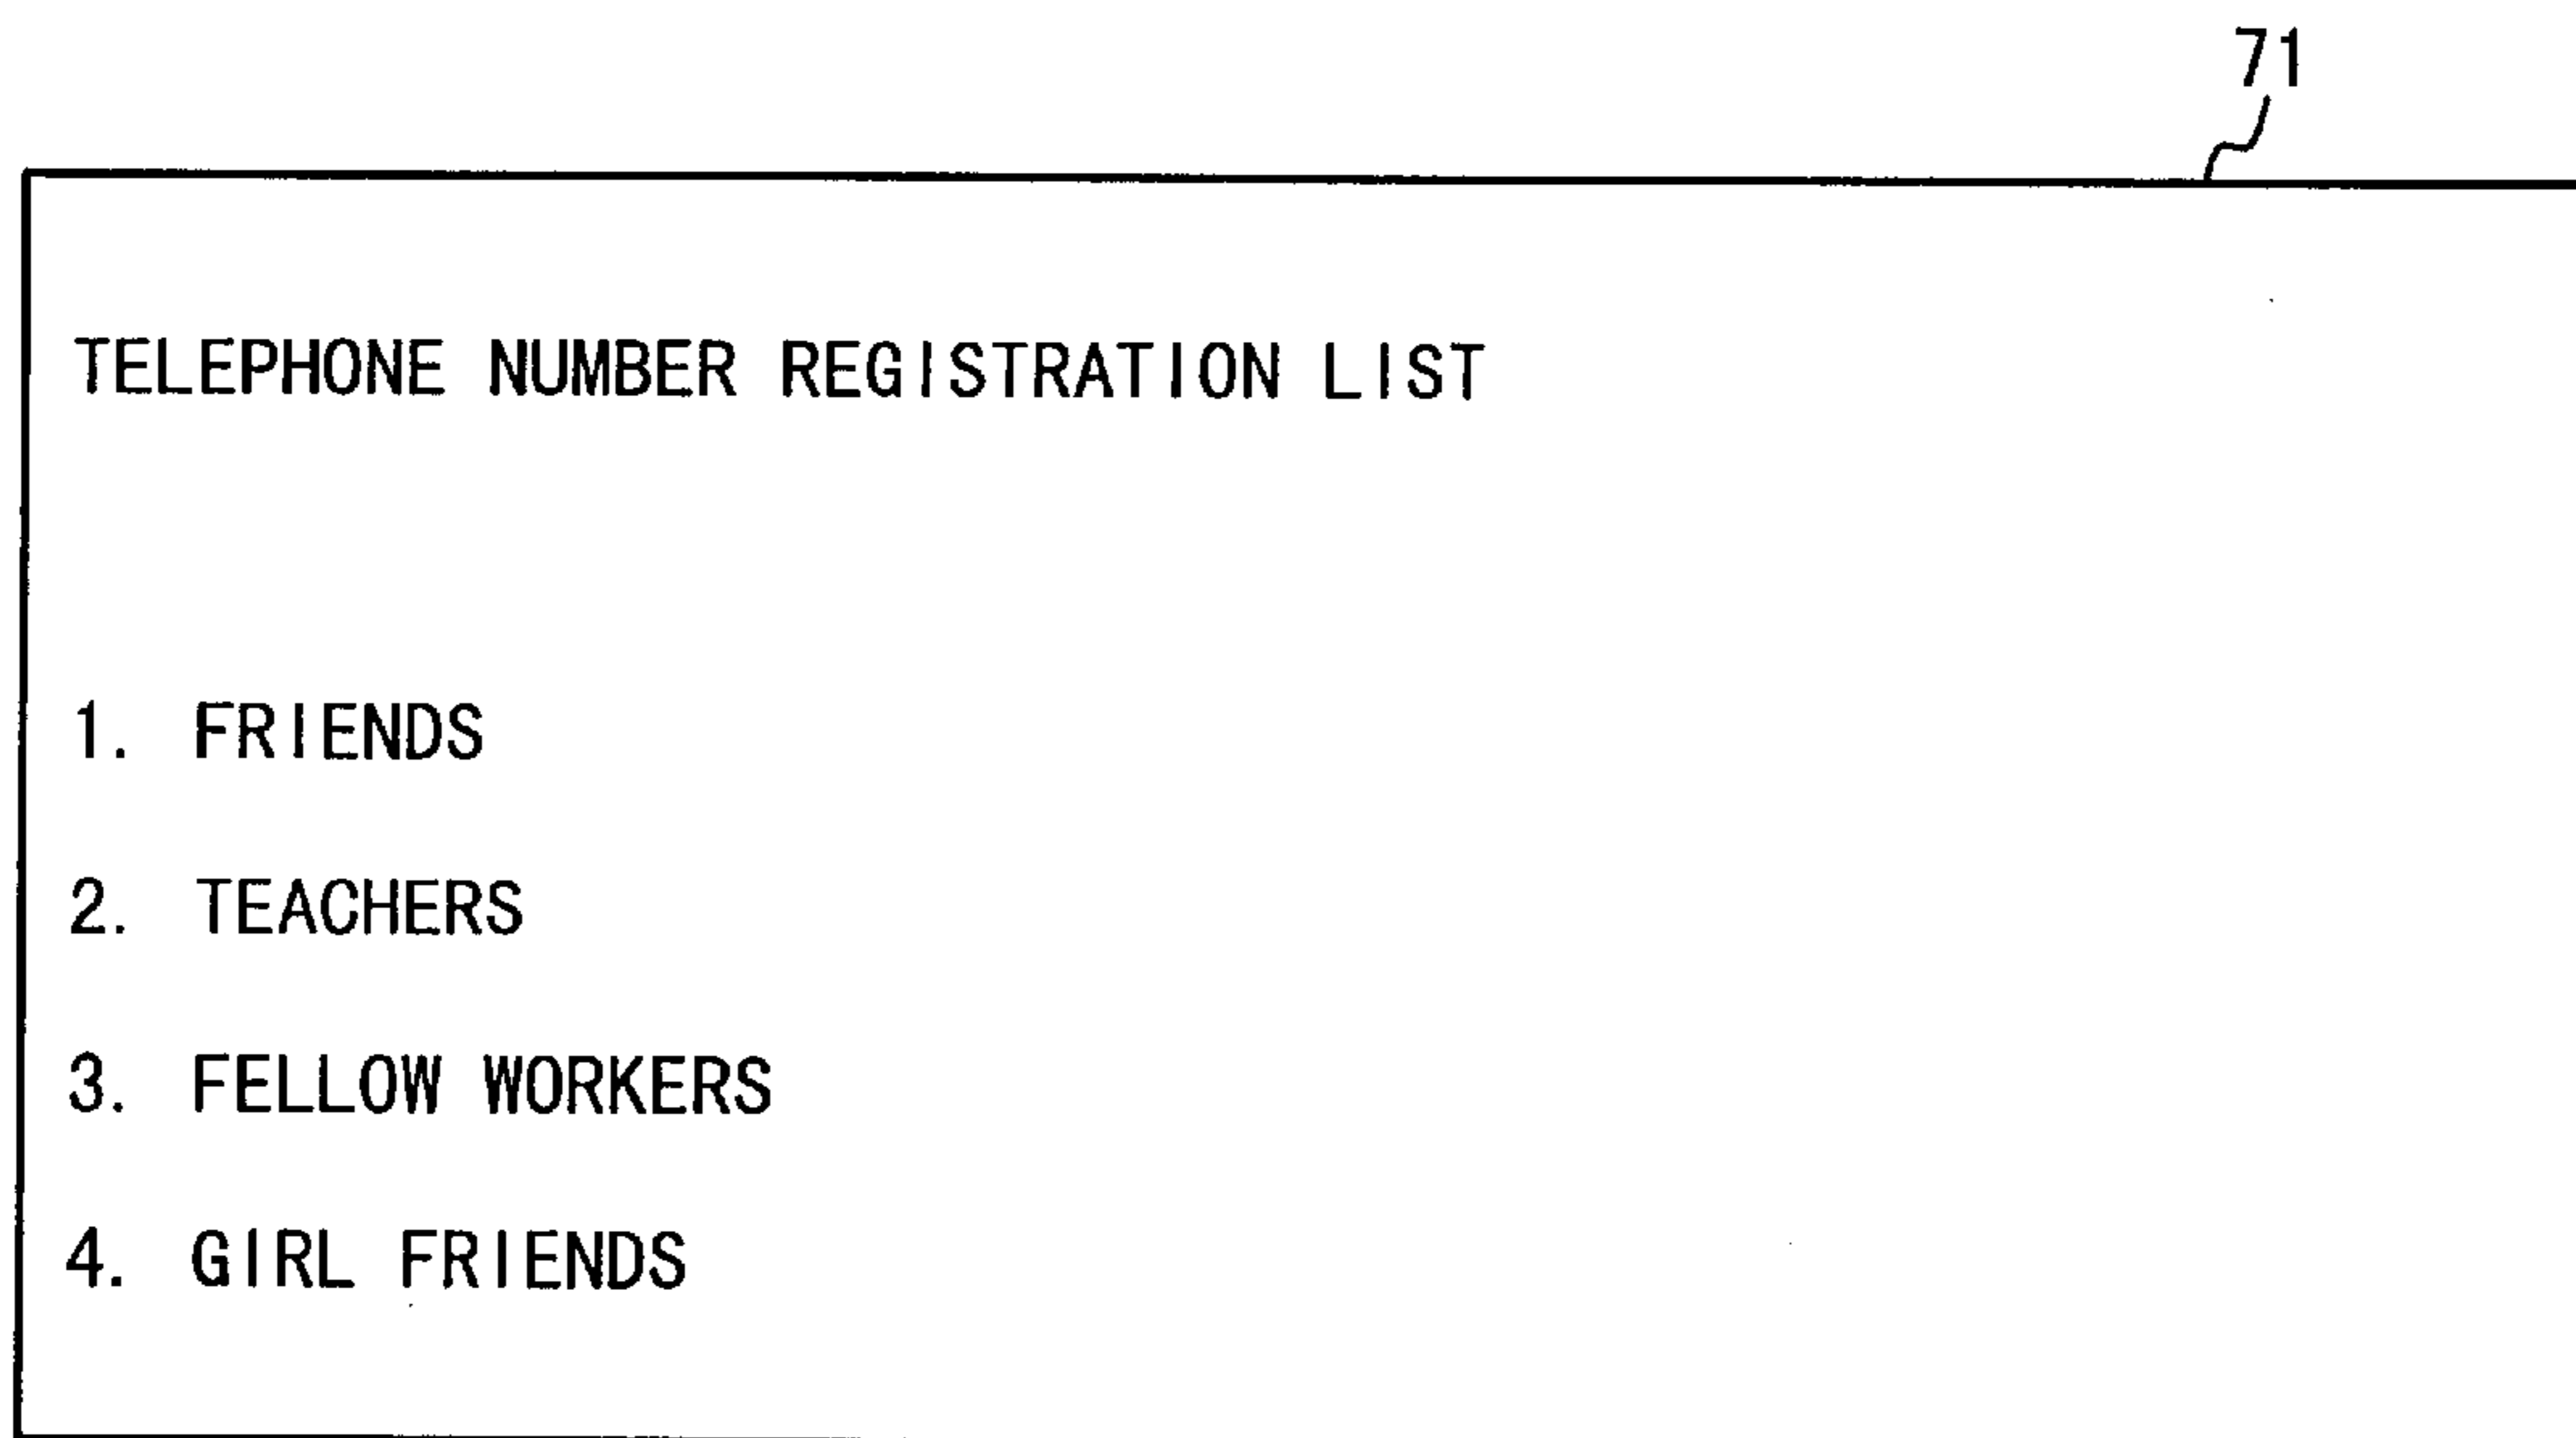 71
TELEPHONE NUMBER REGISTRATION LIST
1. FRIENDS
2. TEACHERS
3. FELLOW WORKERS
4. GIRL FRIENDS